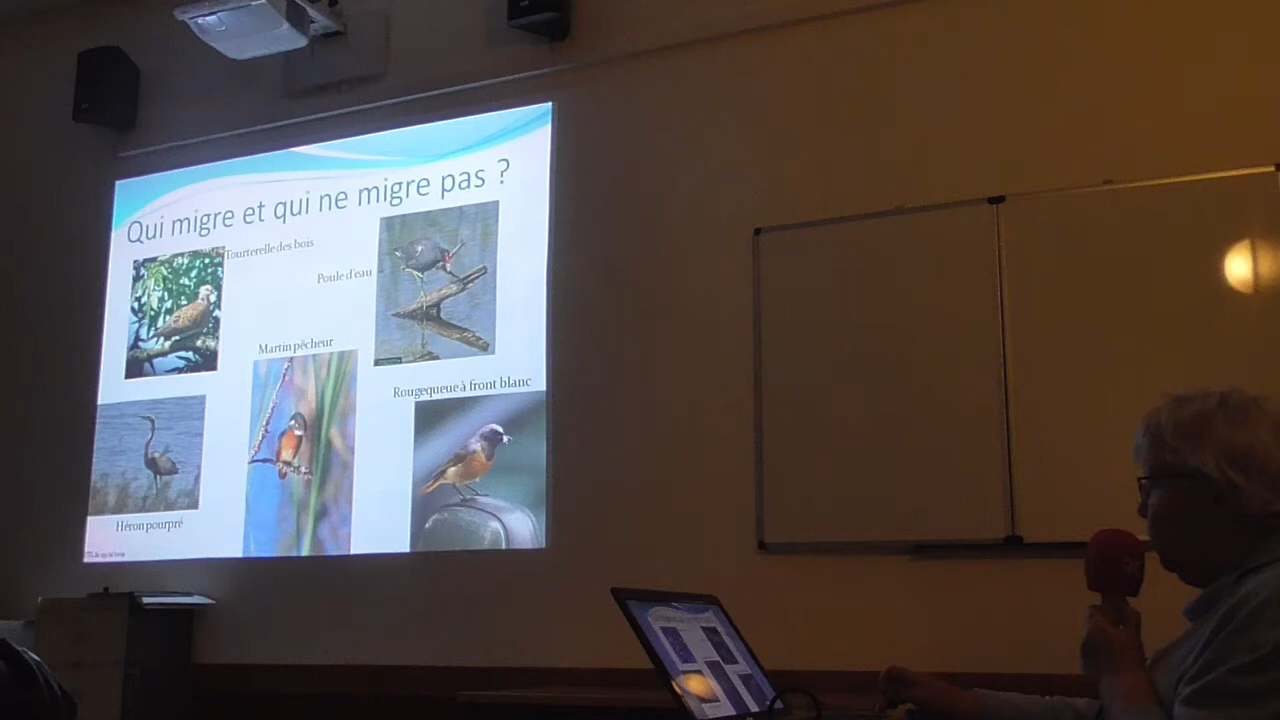 Qui migre et qui ne migre pas ?
Tourterelle des bois
Poule d'eau
Martin pêcheur
Rougequeue à front blanc
Héron pourpré